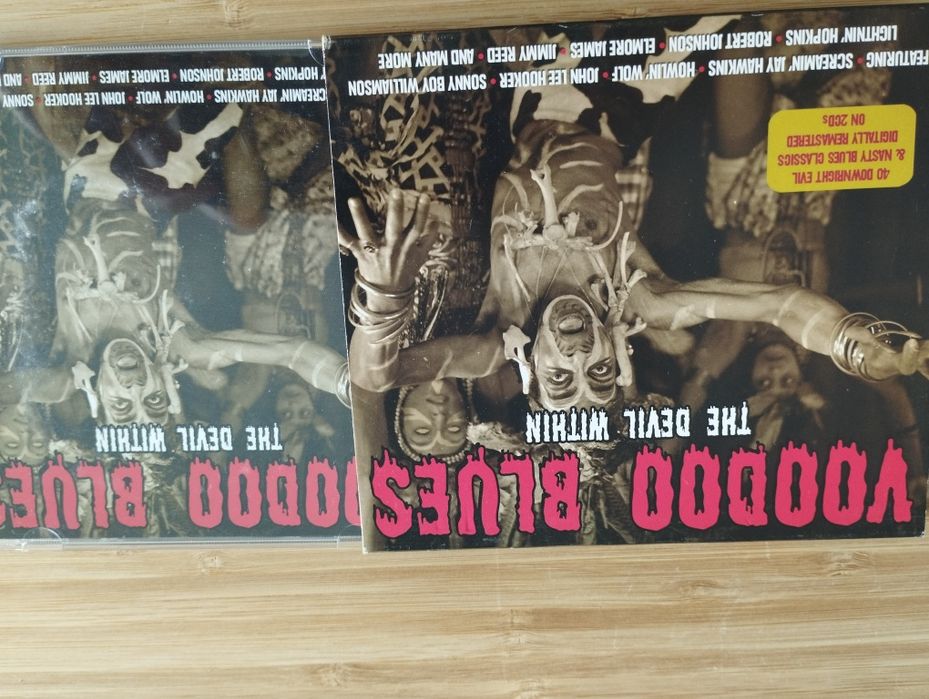 VOODOO BLUES
THE DEVIL WITHIN
40 DOWNRIGHT EVIL
& NASTY BLUES CLASSICS
DIGITALLY REMASTERED
ON 2CDs
FEATURING • SCREAMIN' JAY HAWKINS • HOWLIN' WOLF • JOHN LEE HOOKER • SONNY BOY WILLIAMSON
LIGHTNIN' HOPKINS • ROBERT JOHNSON • ELMORE JAMES • JIMMY REED • AND MANY MORE
VOODOO BLUES
THE DEVIL WITHIN
CREAMIN' JAY HAWKINS • HOWLIN' WOLF • JOHN LEE HOOKER • SONNY
HOPKINS • ROBERT JOHNSON • ELMORE JAMES • JIMMY REED • AND